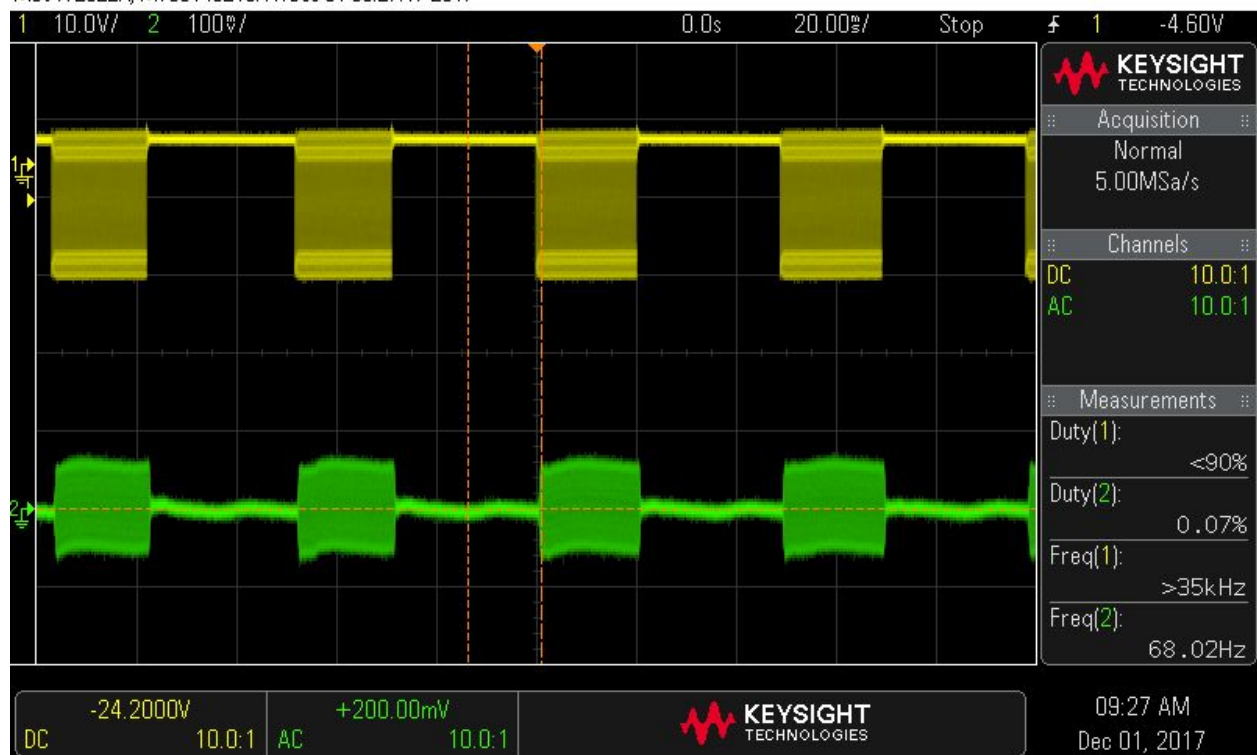 1 10.0V/ 2 100mV/ 0.0s 20.00ms/ Stop 1 -4.60V
KEYSIGHT
TECHNOLOGIES
Acquisition
Normal
5.00MSa/s
Channels
DC 10.0:1
AC 10.0:1
Measurements
Duty(1):
<90%
Duty(2):
0.07%
Freq(1):
>35kHz
Freq(2):
68.02Hz
1
2
-24.2000V +200.00mV
DC 10.0:1 AC 10.0:1
KEYSIGHT
TECHNOLOGIES
09:27 AM
Dec 01, 2017